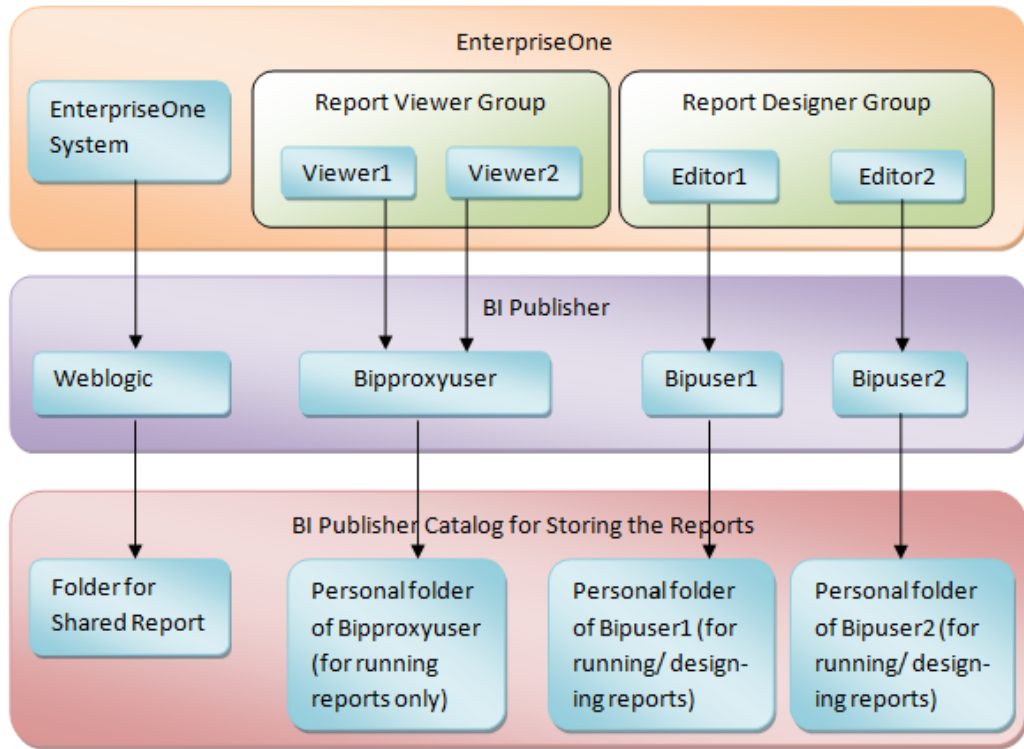 EnterpriseOne
EnterpriseOne
System
Report Viewer Group
Viewer1
Viewer2
Report Designer Group
Editor1
Editor2
BI Publisher
Weblogic
Bipproxyuser
Bipuser1
Bipuser2
BI Publisher Catalog for Storing the Reports
Folder for
Shared Report
Personal folder
of Bipproxyuser
(for running
reports only)
Personal folder
of Bipuser1 (for
running/ design-
ing reports)
Personal folder
of Bipuser2 (for
running/ design-
ing reports)